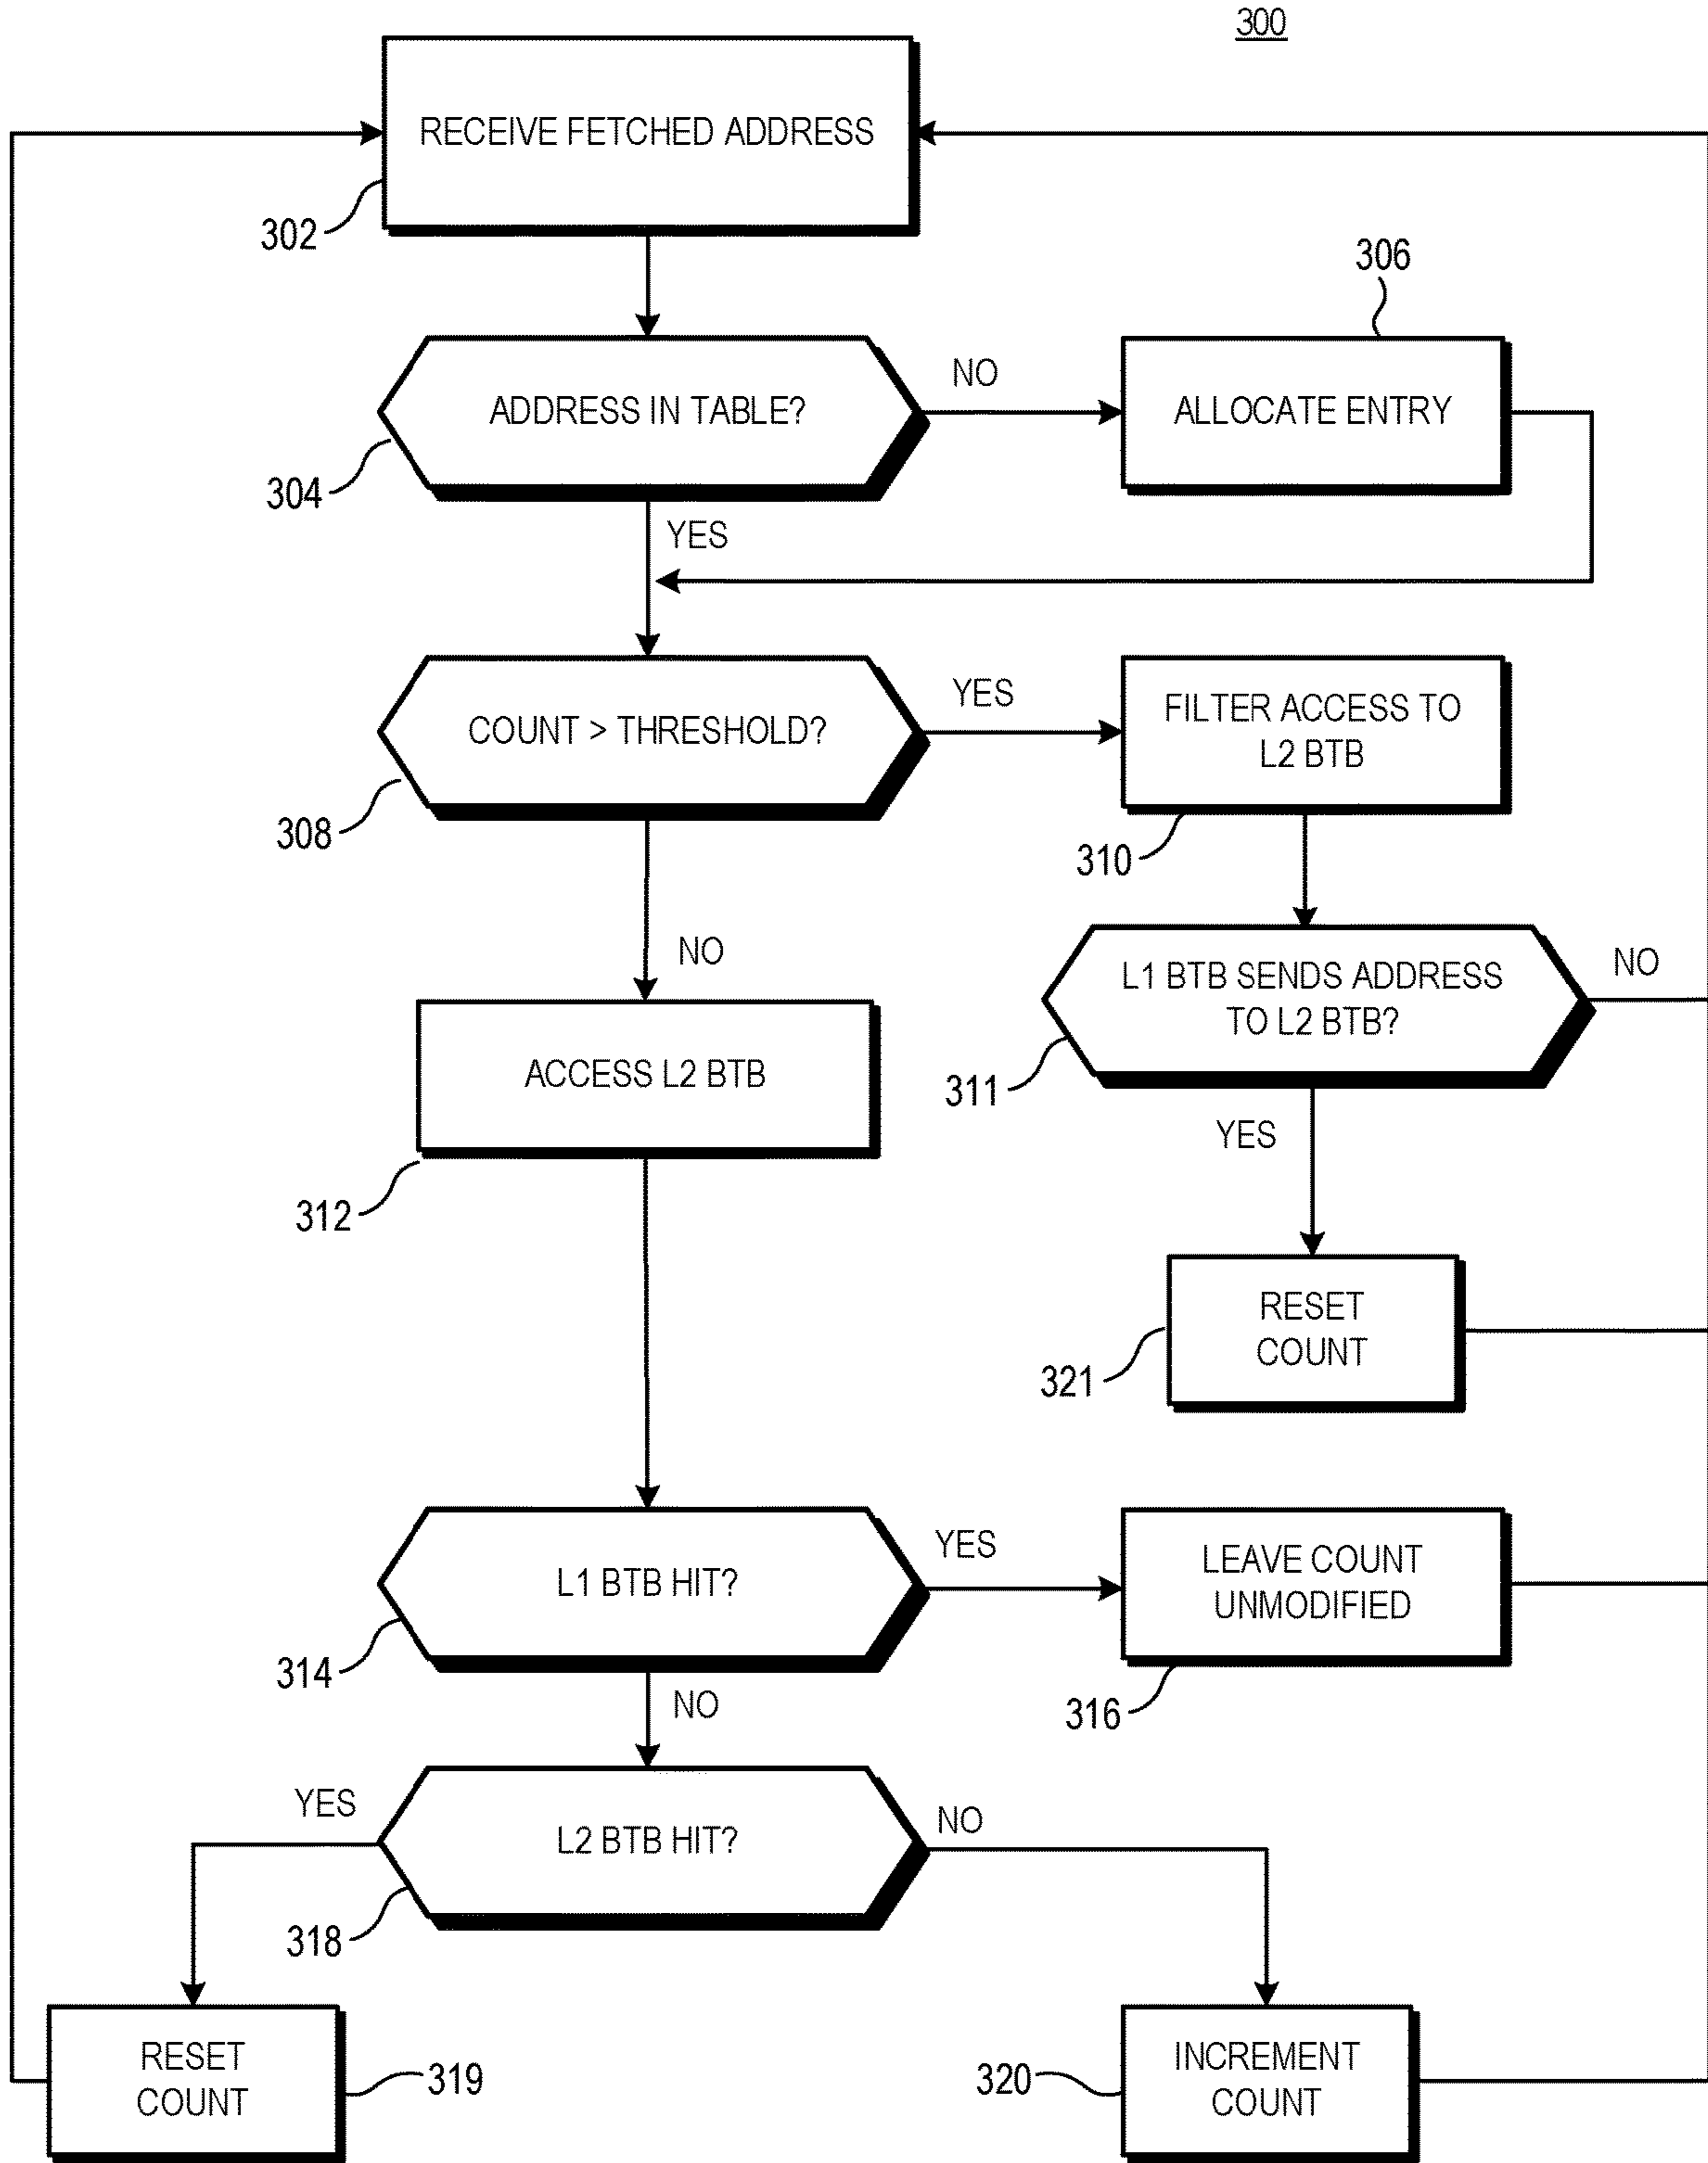 300
RECEIVE FETCHED ADDRESS
302
306
ADDRESS IN TABLE?
NO
ALLOCATE ENTRY
304
YES
COUNT > THRESHOLD?
YES
FILTER ACCESS TO
L2 BTB
308
310
NO
L1 BTB SENDS ADDRESS
TO L2 BTB?
NO
311
ACCESS L2 BTB
YES
312
RESET
COUNT
321
L1 BTB HIT?
YES
LEAVE COUNT
UNMODIFIED
314
NO
316
YES
L2 BTB HIT?
NO
318
RESET
COUNT
319
320
INCREMENT
COUNT